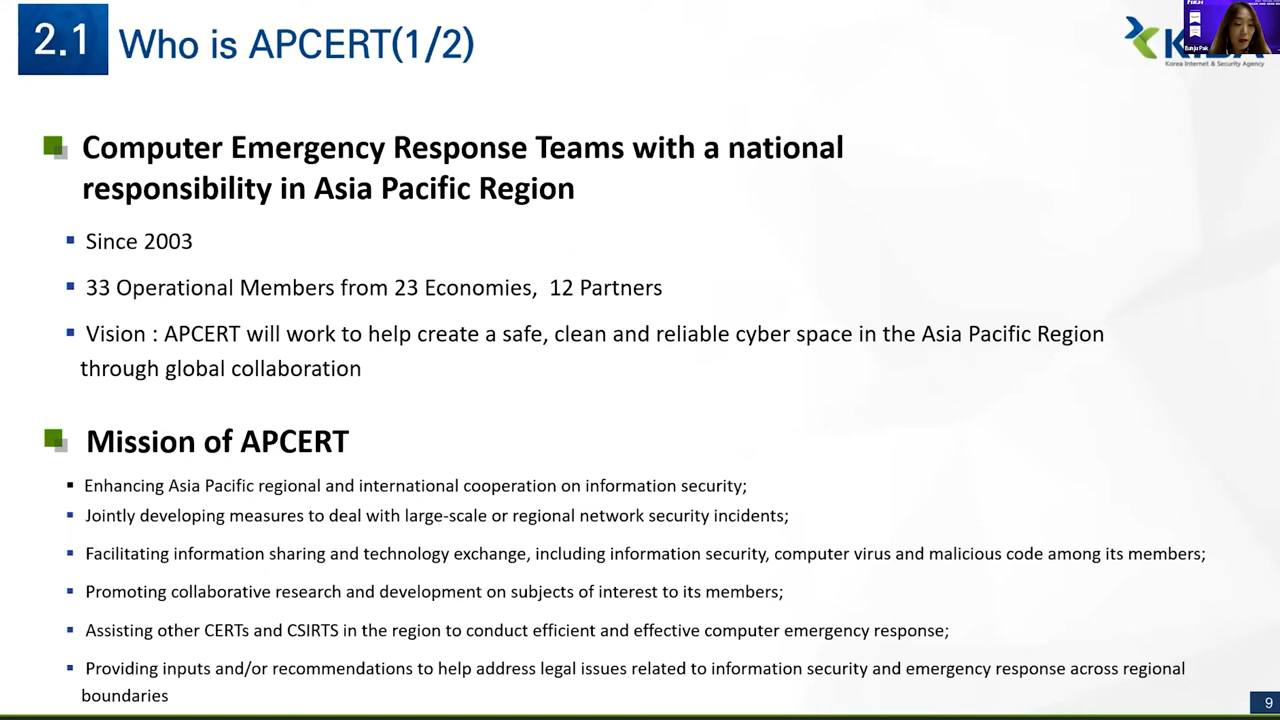 2.1
Who is APCERT(1/2)
Eunju Pak
Korea Internet & Security Agency
Computer Emergency Response Teams with a national
responsibility in Asia Pacific Region
Since 2003
33 Operational Members from 23 Economies, 12 Partners
Vision : APCERT will work to help create a safe, clean and reliable cyber space in the Asia Pacific Region
through global collaboration
Mission of APCERT
Enhancing Asia Pacific regional and international cooperation on information security;
Jointly developing measures to deal with large-scale or regional network security incidents;
Facilitating information sharing and technology exchange, including information security, computer virus and malicious code among its members;
Promoting collaborative research and development on subjects of interest to its members;
Assisting other CERTs and CSIRTS in the region to conduct efficient and effective computer emergency response;
Providing inputs and/or recommendations to help address legal issues related to information security and emergency response across regional
boundaries
9